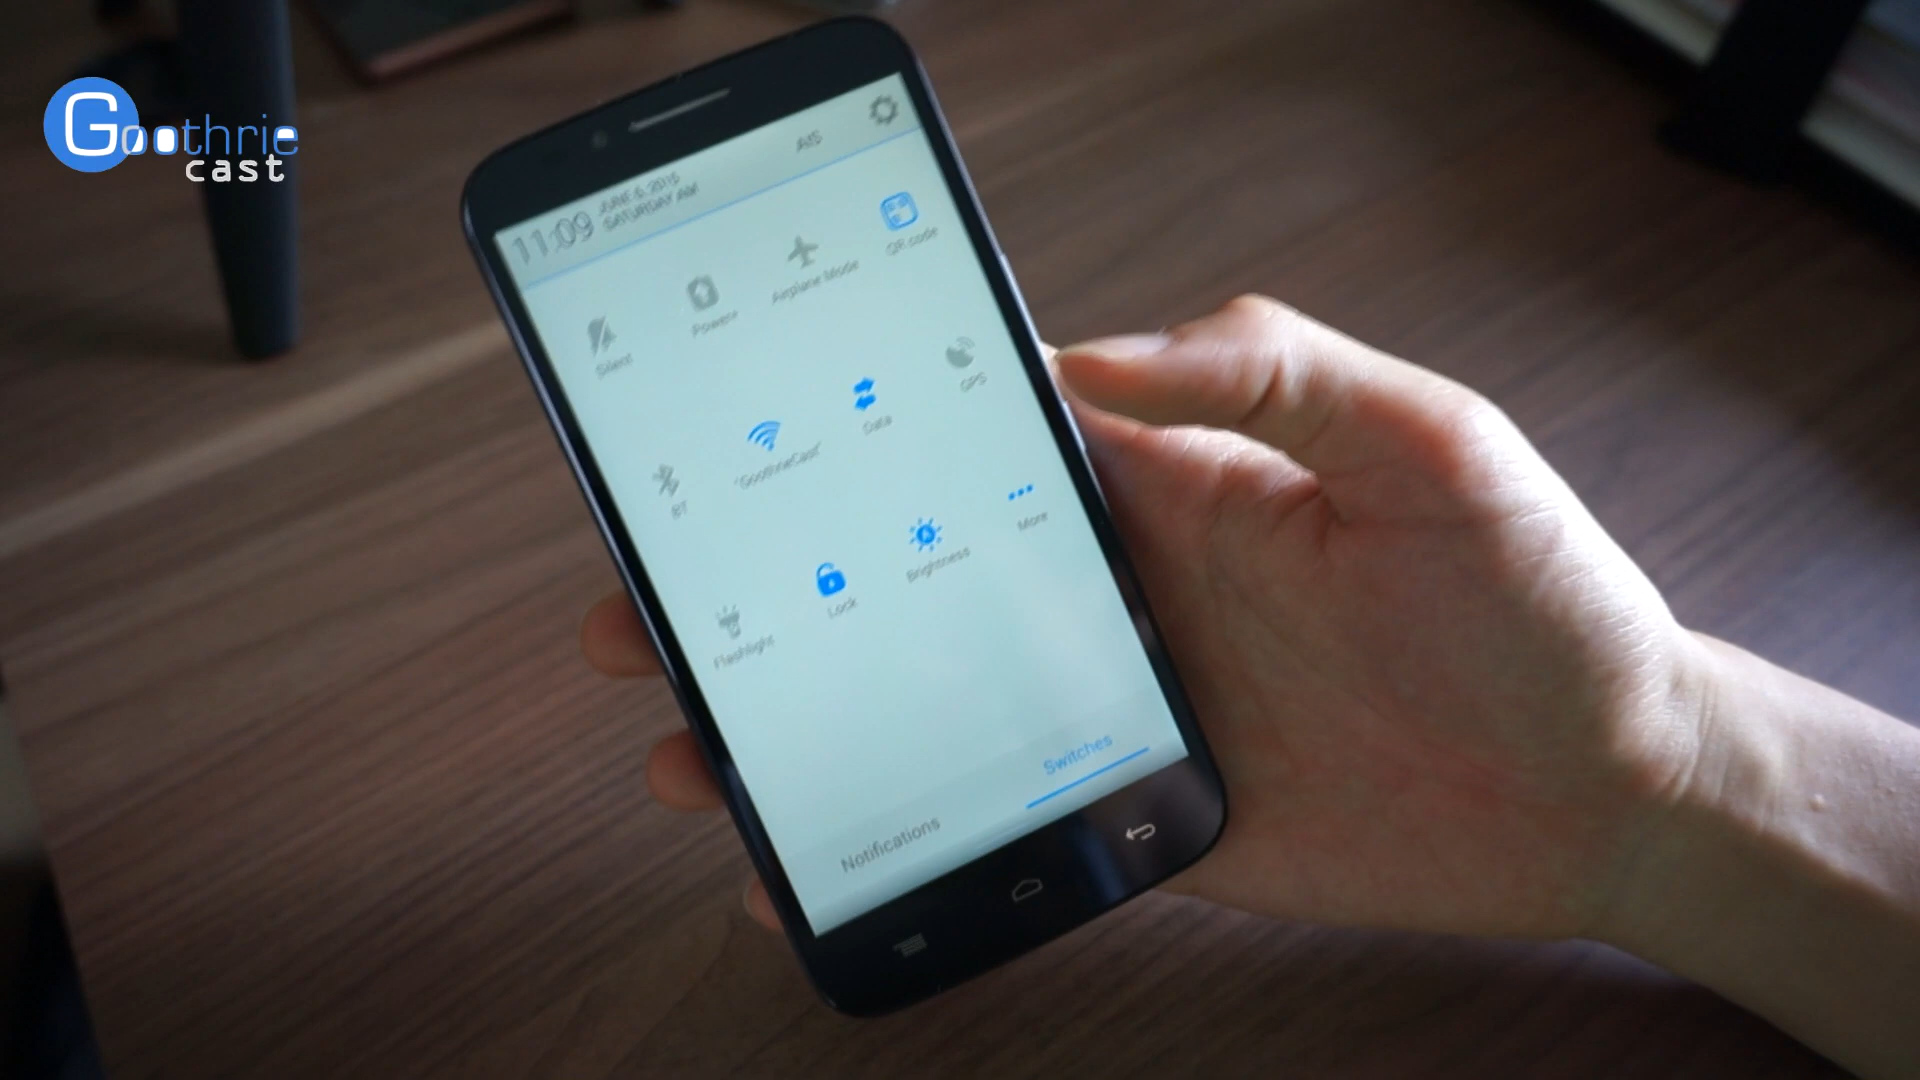 Goothrie
cast
11:09
JUNE 6, 2015
SATURDAY AM
AIS
Silent
Power+
Airplane Mode
QR code
BT
"GoothrieCast"
Data
GPS
Flashlight
Lock
Brightness
More
Notifications
Switches